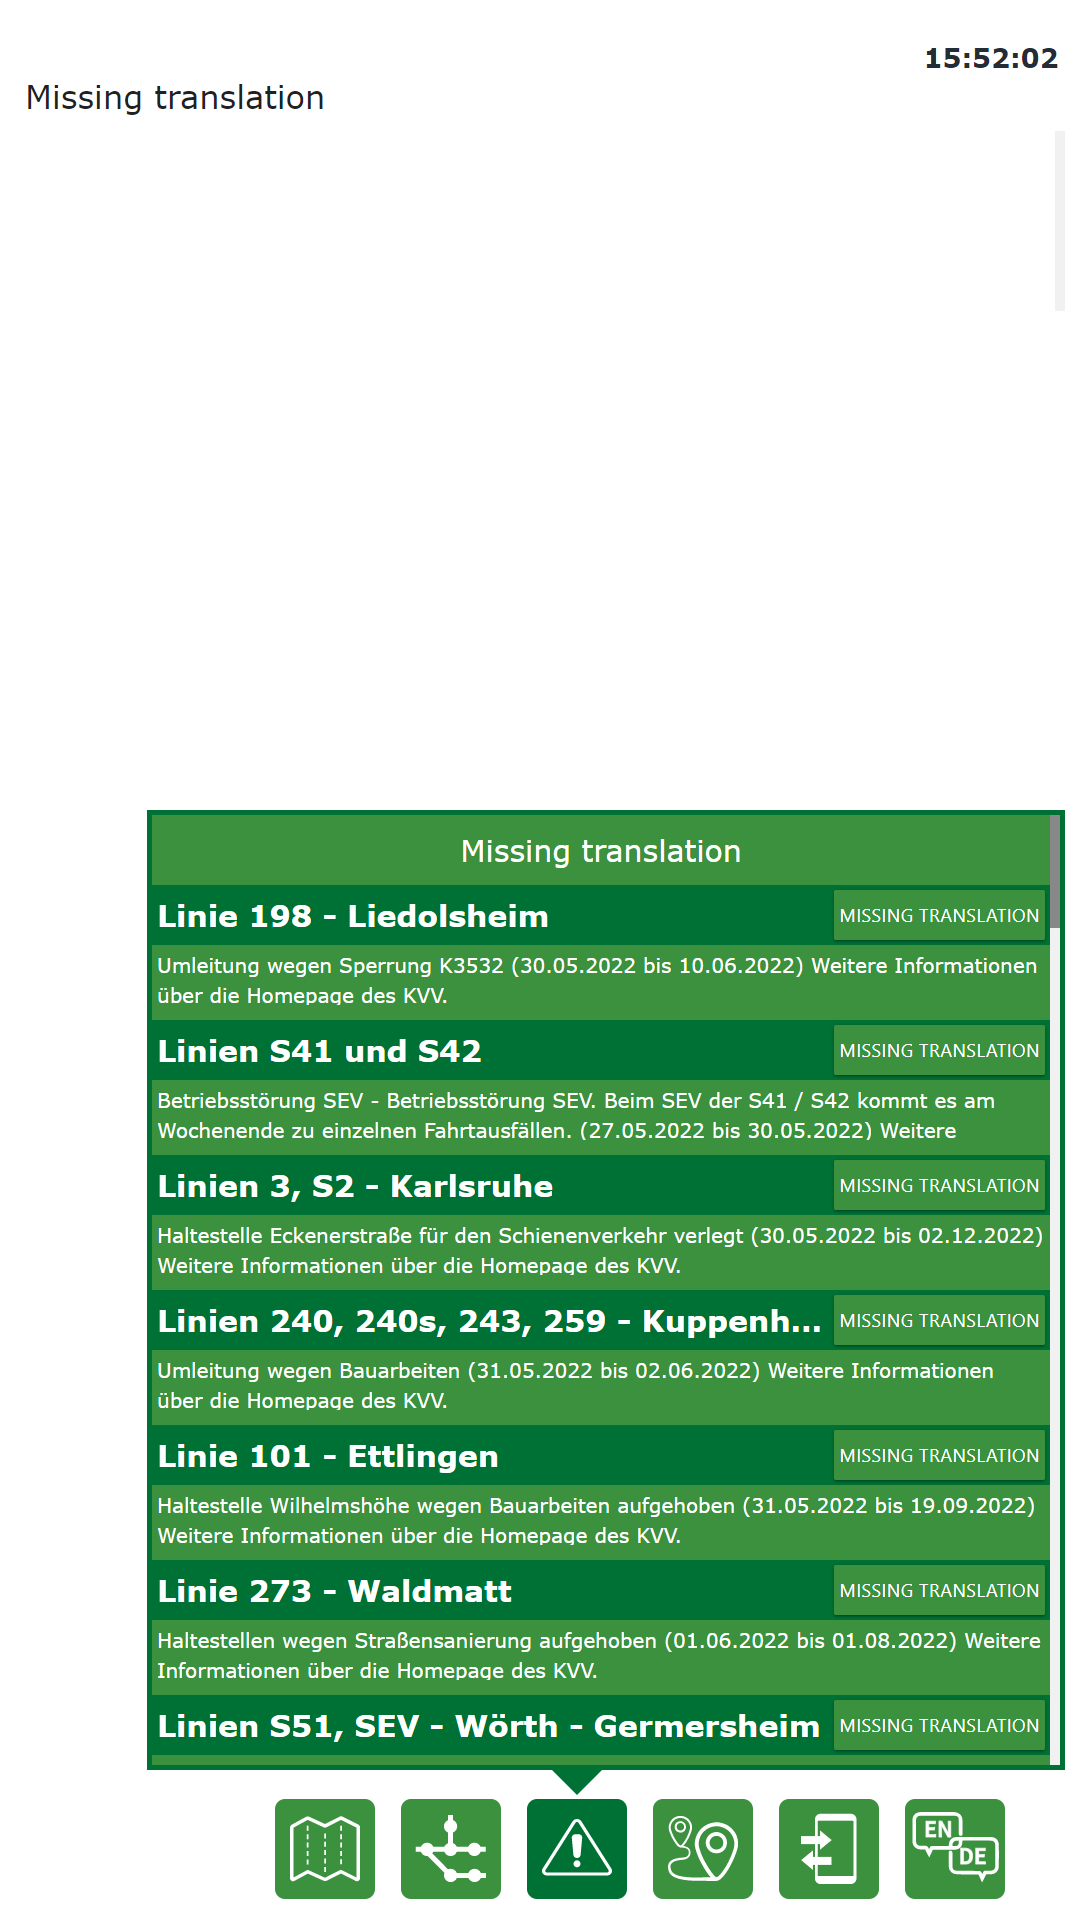 15:52:02
Missing translation
Missing translation
Linie 198 - Liedolsheim
MISSING TRANSLATION
Umleitung wegen Sperrung K3532 (30.05.2022 bis 10.06.2022) Weitere Informationen
über die Homepage des KVV.
Linien S41 und S42
MISSING TRANSLATION
Betriebsstörung SEV - Betriebsstörung SEV. Beim SEV der S41 / S42 kommt es am
Wochenende zu einzelnen Fahrtausfällen. (27.05.2022 bis 30.05.2022) Weitere
Linien 3, S2 - Karlsruhe
MISSING TRANSLATION
Haltestelle Eckenerstraße für den Schienenverkehr verlegt (30.05.2022 bis 02.12.2022)
Weitere Informationen über die Homepage des KVV.
Linien 240, 240s, 243, 259 - Kuppenh...
MISSING TRANSLATION
Umleitung wegen Bauarbeiten (31.05.2022 bis 02.06.2022) Weitere Informationen
über die Homepage des KVV.
Linie 101 - Ettlingen
MISSING TRANSLATION
Haltestelle Wilhelmshöhe wegen Bauarbeiten aufgehoben (31.05.2022 bis 19.09.2022)
Weitere Informationen über die Homepage des KVV.
Linie 273 - Waldmatt
MISSING TRANSLATION
Haltestellen wegen Straßensanierung aufgehoben (01.06.2022 bis 01.08.2022) Weitere
Informationen über die Homepage des KVV.
Linien S51, SEV - Wörth - Germersheim
MISSING TRANSLATION
EN
DE